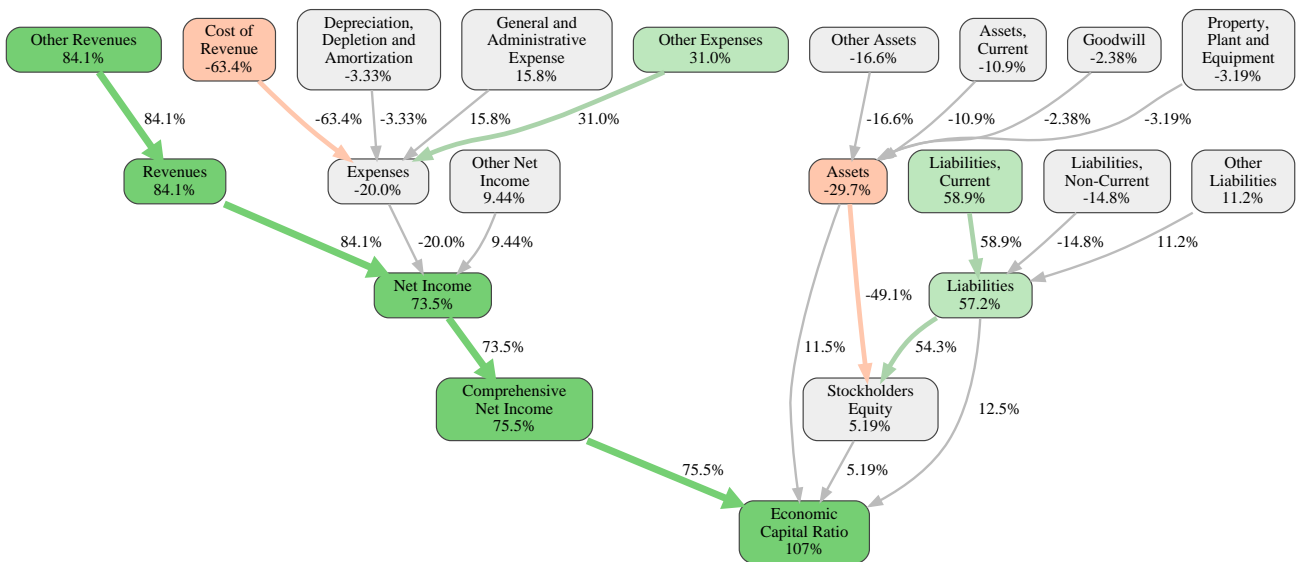 Other Revenues
84.1%
Cost of
Revenue
-63.4%
Depreciation,
Depletion and
Amortization
-3.33%
General and
Administrative
Expense
15.8%
Other Expenses
31.0%
Other Assets
-16.6%
Assets,
Current
-10.9%
Goodwill
-2.38%
Property,
Plant and
Equipment
-3.19%
84.1%
-63.4%
-3.33%
15.8%
31.0%
-16.6%
-10.9%
-2.38%
-3.19%
Revenues
84.1%
Expenses
-20.0%
Other Net
Income
9.44%
Assets
-29.7%
Liabilities,
Current
58.9%
Liabilities,
Non-Current
-14.8%
Other
Liabilities
11.2%
84.1%
-20.0%
9.44%
58.9%
-14.8%
11.2%
Net Income
73.5%
-49.1%
Liabilities
57.2%
73.5%
11.5%
54.3%
Comprehensive
Net Income
75.5%
Stockholders
Equity
5.19%
12.5%
75.5%
5.19%
Economic
Capital Ratio
107%